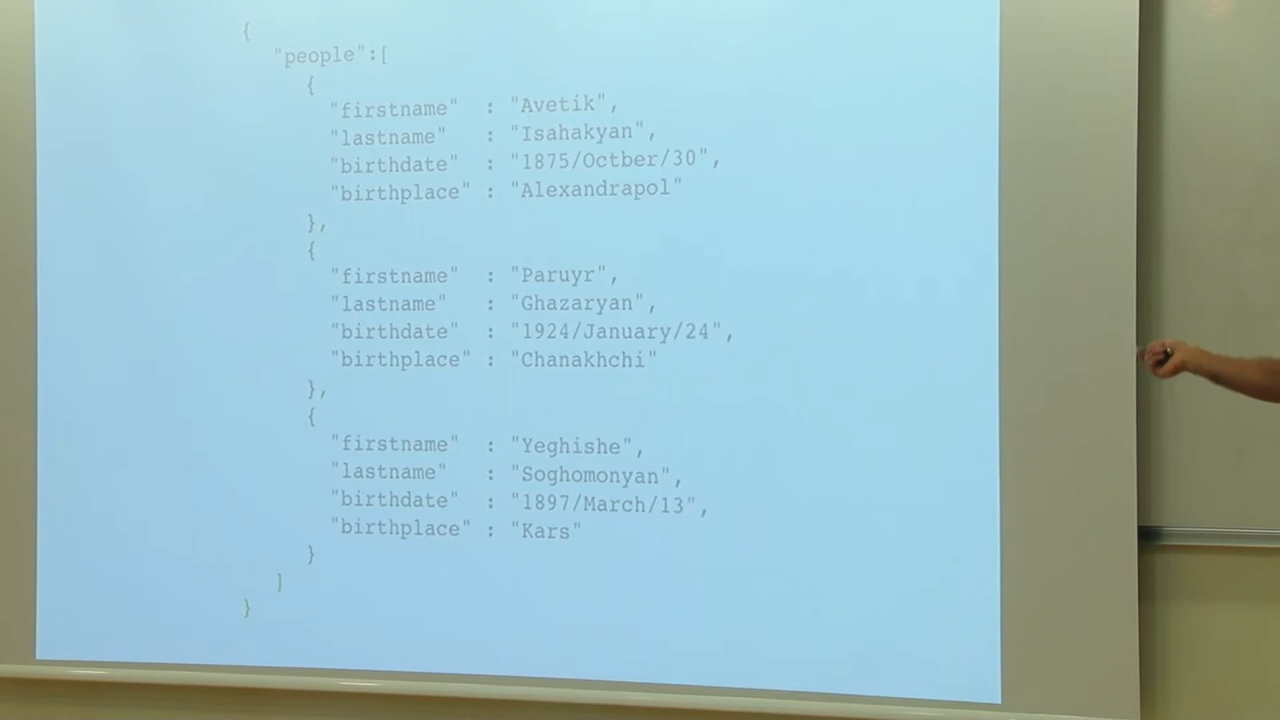 {
"people":[
{
"firstname" : "Avetik",
"lastname" : "Isahakyan",
"birthdate" : "1875/Octber/30",
"birthplace" : "Alexandrapol"
},
{
"firstname" : "Paruyr",
"lastname" : "Ghazaryan",
"birthdate" : "1924/January/24",
"birthplace" : "Chanakhchi"
},
{
"firstname" : "Yeghishe",
"lastname" : "Soghomonyan",
"birthdate" : "1897/March/13",
"birthplace" : "Kars"
}
]
}